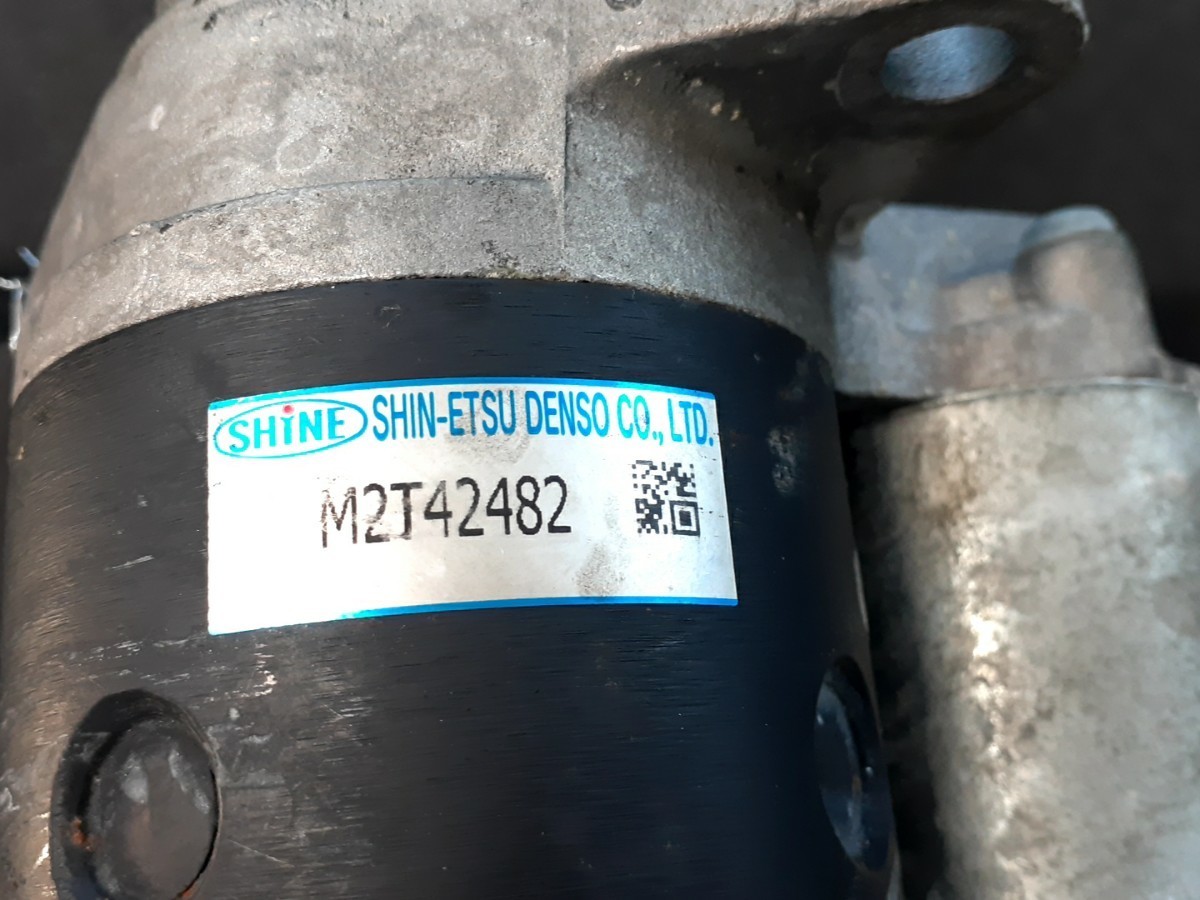 SHiNE SHIN-ETSU DENSO CO., LTD.
M2T42482